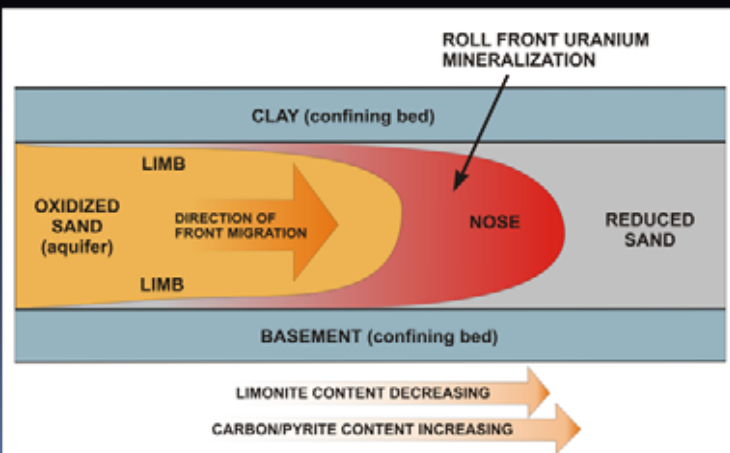 ROLL FRONT URANIUM
MINERALIZATION
CLAY (confining bed)
LIMB
OXIDIZED
SAND
(aquifer)
DIRECTION OF
FRONT MIGRATION
NOSE
REDUCED
SAND
LIMB
BASEMENT (confining bed)
LIMONITE CONTENT DECREASING
CARBON/PYRITE CONTENT INCREASING